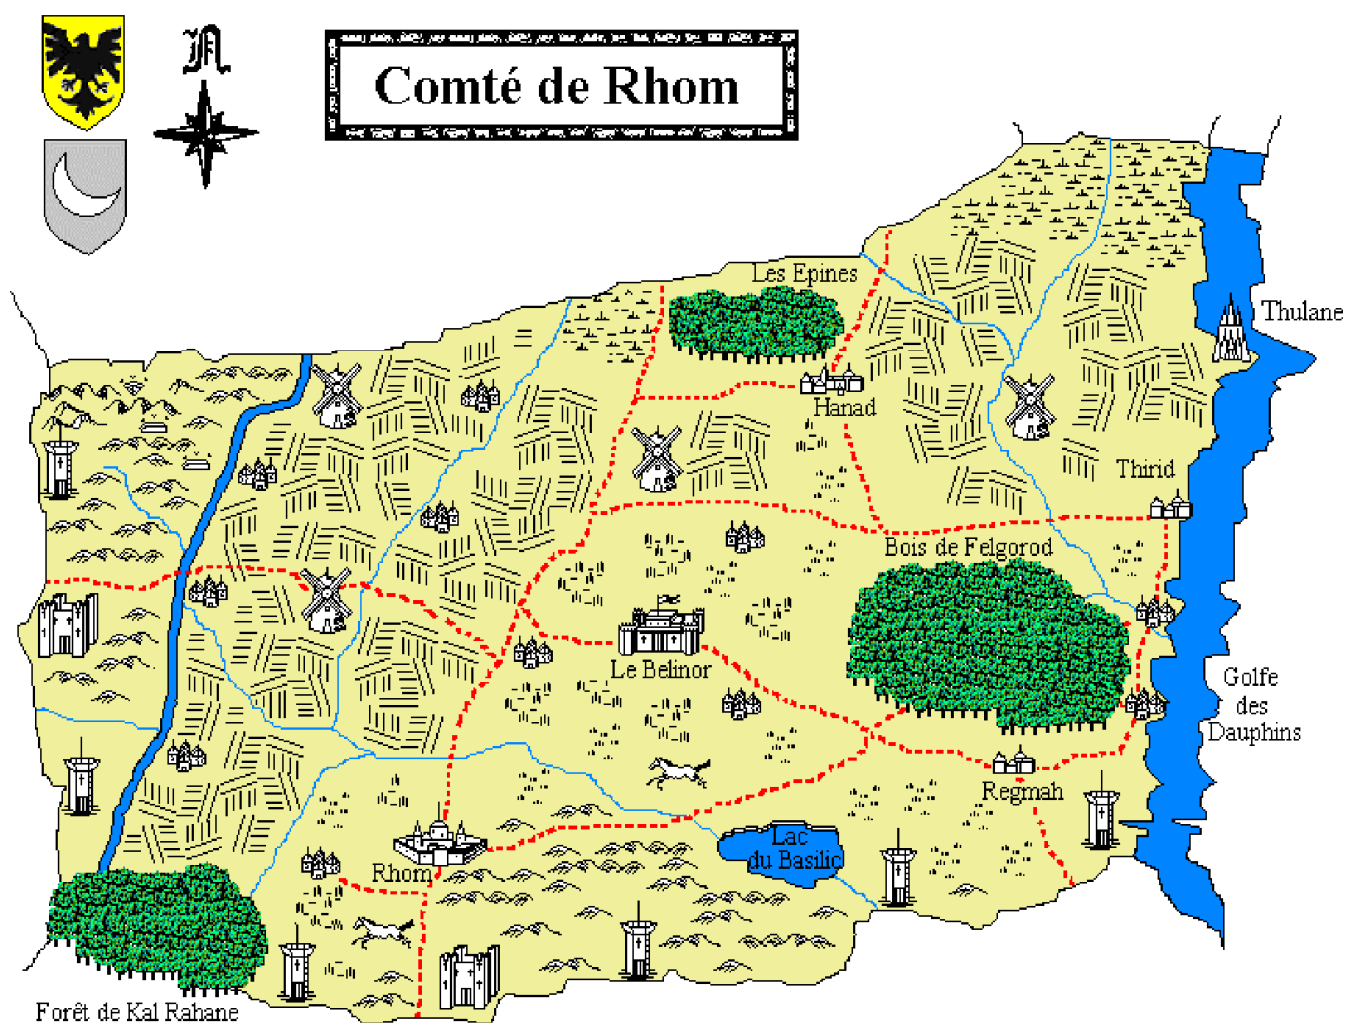 N
Comté de Rhom
Les Epines
Thulane
Hanad
Thirid
Bois de Felgorod
Le Belinor
Golfe
des
Dauphins
Regmah
Lac
du Basilic
Rhom
Forêt de Kal Rahane